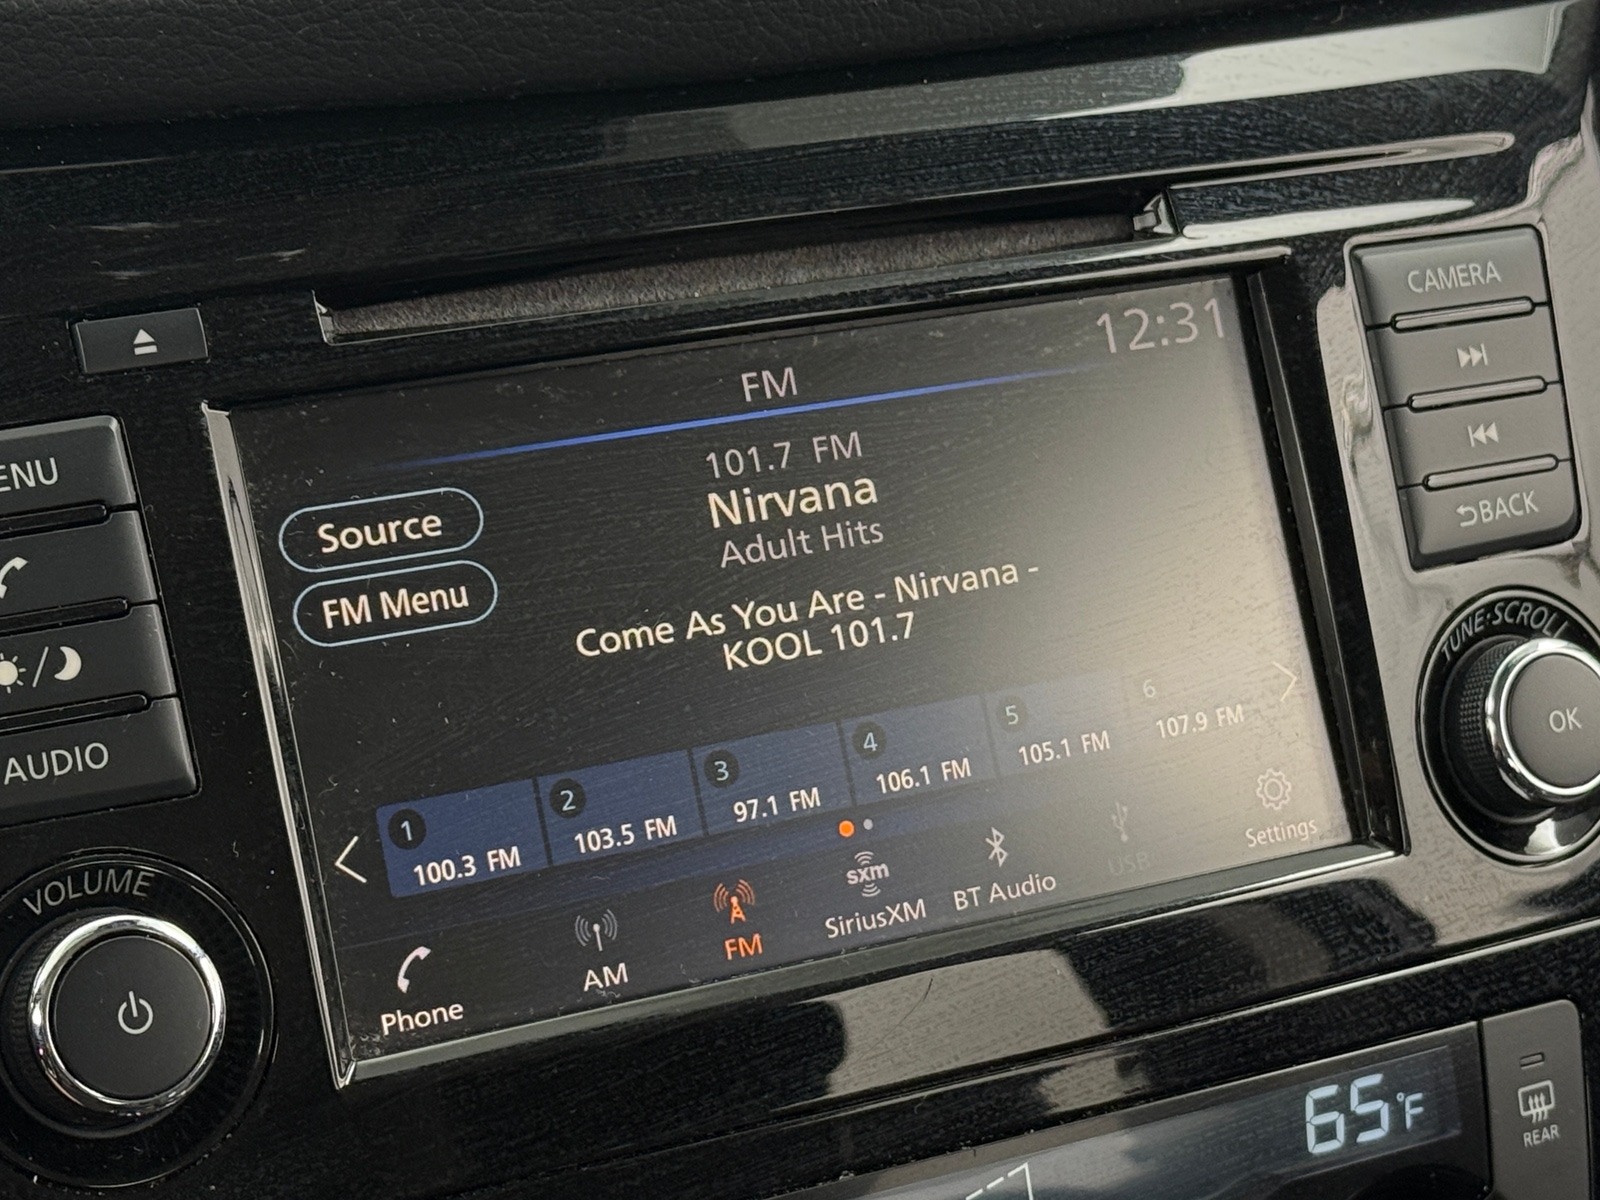 12:31
FM
101.7 FM
Nirvana
Adult Hits
Come As You Are - Nirvana -
KOOL 101.7
Source
FM Menu
1
100.3 FM
2
103.5 FM
3
97.1 FM
4
106.1 FM
5
105.1 FM
6
107.9 FM
Phone
AM
FM
sxm
SiriusXM
BT Audio
USB
Settings
ENU
AUDIO
VOLUME
CAMERA
BACK
TUNE·SCROLL
OK
65°F
REAR